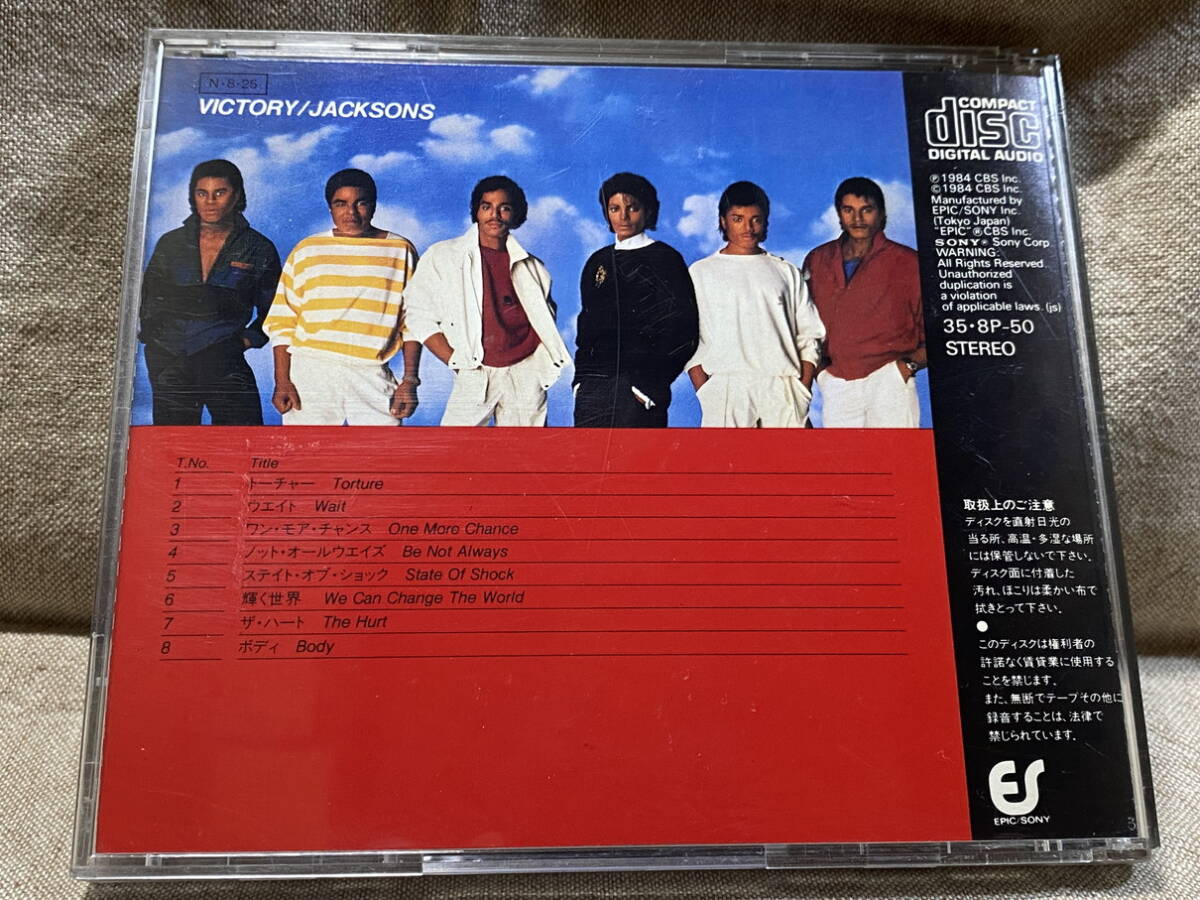 N・8・25
VICTORY/JACKSONS
COMPACT
disc
DIGITAL AUDIO
℗1984 CBS Inc.
©1984 CBS Inc.
Manufactured by
EPIC/SONY Inc.
(Tokyo Japan)
"EPIC"®CBS Inc.
SONY® Sony Corp.
WARNING:
All Rights Reserved.
Unauthorized
duplication is
a violation
of applicable laws. (js)
35・8P-50
STEREO
T.No. Title
1 トーチャー Torture
2 ウエイト Wait
3 ワン・モア・チャンス One More Chance
4 ノット・オールウエイズ Be Not Always
5 ステイト・オブ・ショック State Of Shock
6 輝く世界 We Can Change The World
7 ザ・ハート The Hurt
8 ボディ Body
取扱上のご注意
ディスクを直射日光の
当る所、高温・多湿な場所
には保管しないで下さい。
ディスク面に付着した
汚れ、ほこりは柔かい布で
拭きとって下さい。
このディスクは権利者の
許諾なく賃貸業に使用する
ことを禁じます。
また、無断でテープその他に
録音することは、法律で
禁じられています。
ES
EPIC/SONY